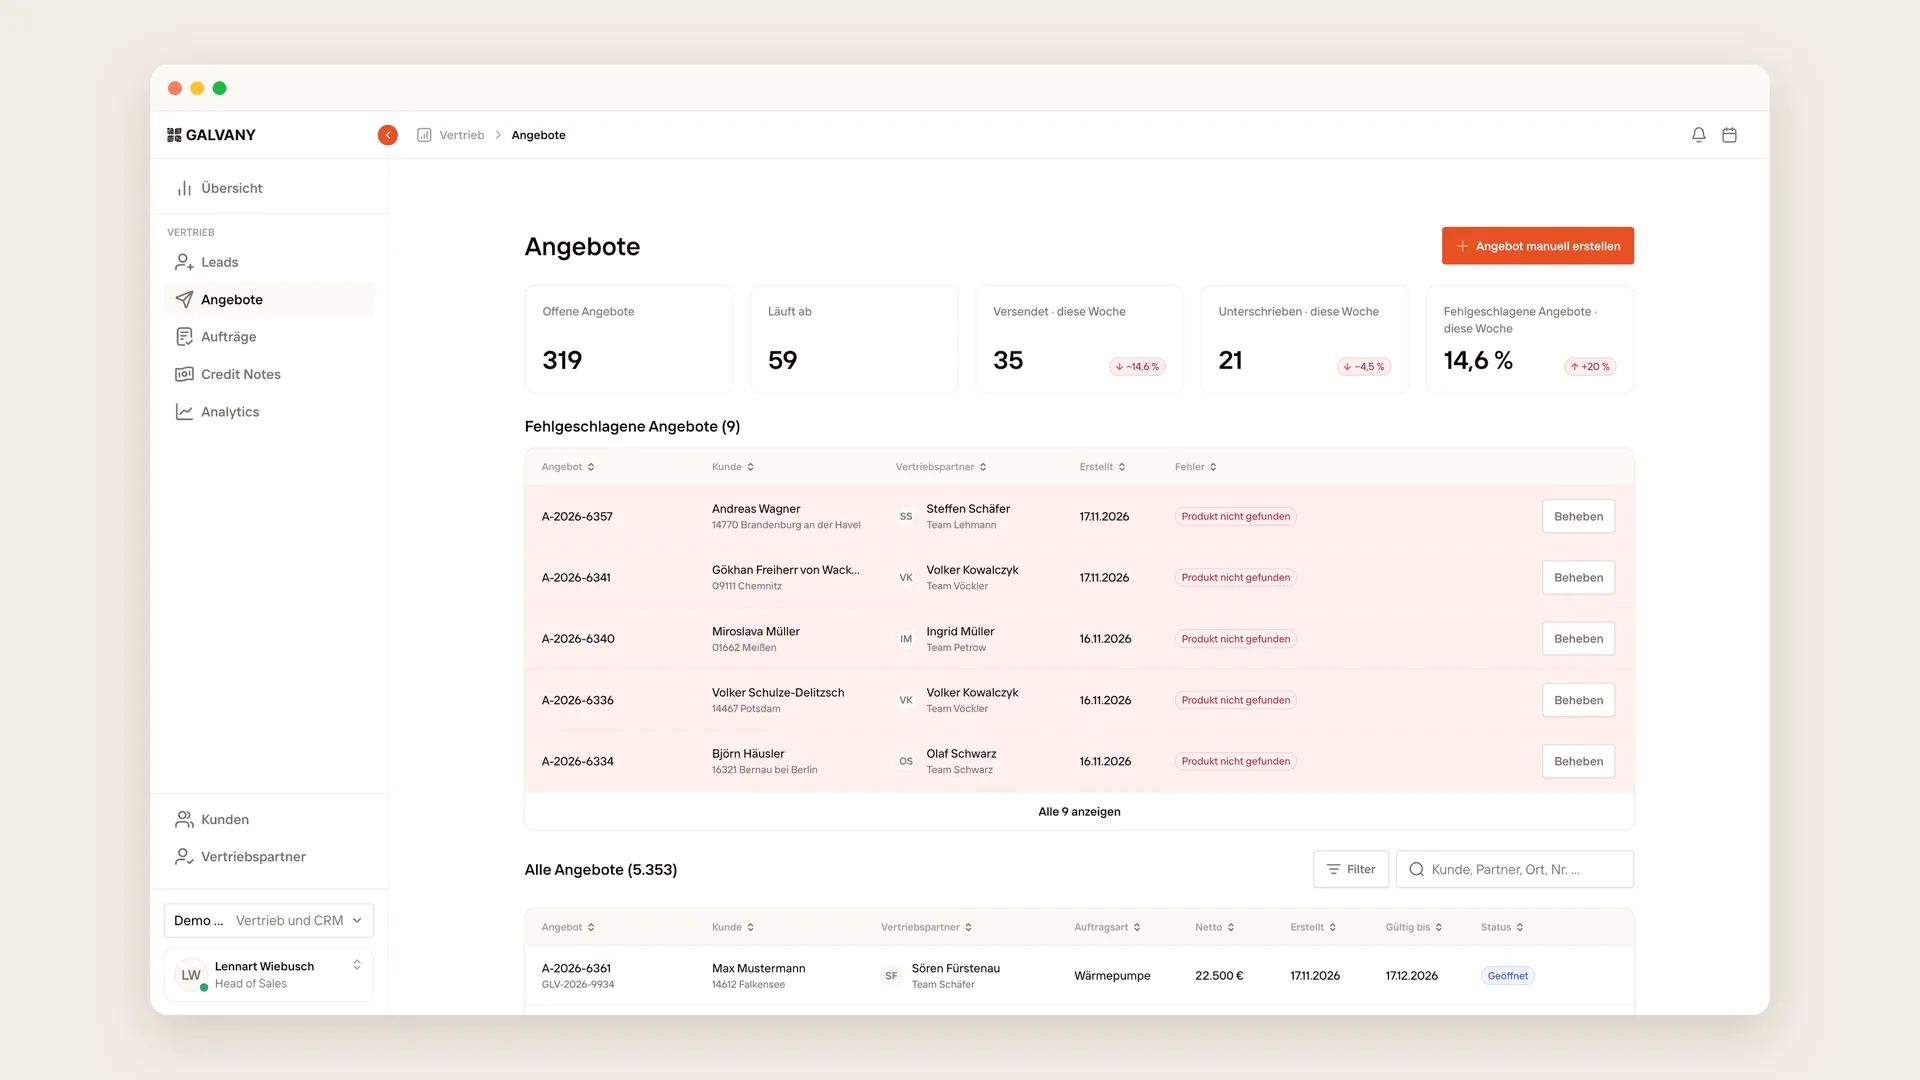 GALVANY
Vertrieb
Angebote
Übersicht
VERTRIEB
Leads
Angebote
Aufträge
Credit Notes
Analytics
Kunden
Vertriebspartner
Demo ... Vertrieb und CRM
LW
Lennart Wiebusch
Head of Sales
Angebote
Angebot manuell erstellen
Offene Angebote
319
Läuft ab
59
Versendet · diese Woche
35
↓ −14,6 %
Unterschrieben · diese Woche
21
↓ −4,5 %
Fehlgeschlagene Angebote ·
diese Woche
14,6 %
↑ +20 %
Fehlgeschlagene Angebote (9)
Angebot Kunde Vertriebspartner Erstellt Fehler
A-2026-6357
Andreas Wagner
14770 Brandenburg an der Havel
SS
Steffen Schäfer
Team Lehmann
17.11.2026
Produkt nicht gefunden
Beheben
A-2026-6341
Gökhan Freiherr von Wack...
09111 Chemnitz
VK
Volker Kowalczyk
Team Vöckler
17.11.2026
Produkt nicht gefunden
Beheben
A-2026-6340
Miroslava Müller
01662 Meißen
IM
Ingrid Müller
Team Petrow
16.11.2026
Produkt nicht gefunden
Beheben
A-2026-6336
Volker Schulze-Delitzsch
14467 Potsdam
VK
Volker Kowalczyk
Team Vöckler
16.11.2026
Produkt nicht gefunden
Beheben
A-2026-6334
Björn Häusler
16321 Bernau bei Berlin
OS
Olaf Schwarz
Team Schwarz
16.11.2026
Produkt nicht gefunden
Beheben
Alle 9 anzeigen
Alle Angebote (5.353)
Filter
Kunde, Partner, Ort, Nr. ...
Angebot Kunde Vertriebspartner Auftragsart Netto Erstellt Gültig bis Status
A-2026-6361
GLV-2026-9934
Max Mustermann
14612 Falkensee
SF
Sören Fürstenau
Team Schäfer
Wärmepumpe
22.500 €
17.11.2026
17.12.2026
Geöffnet